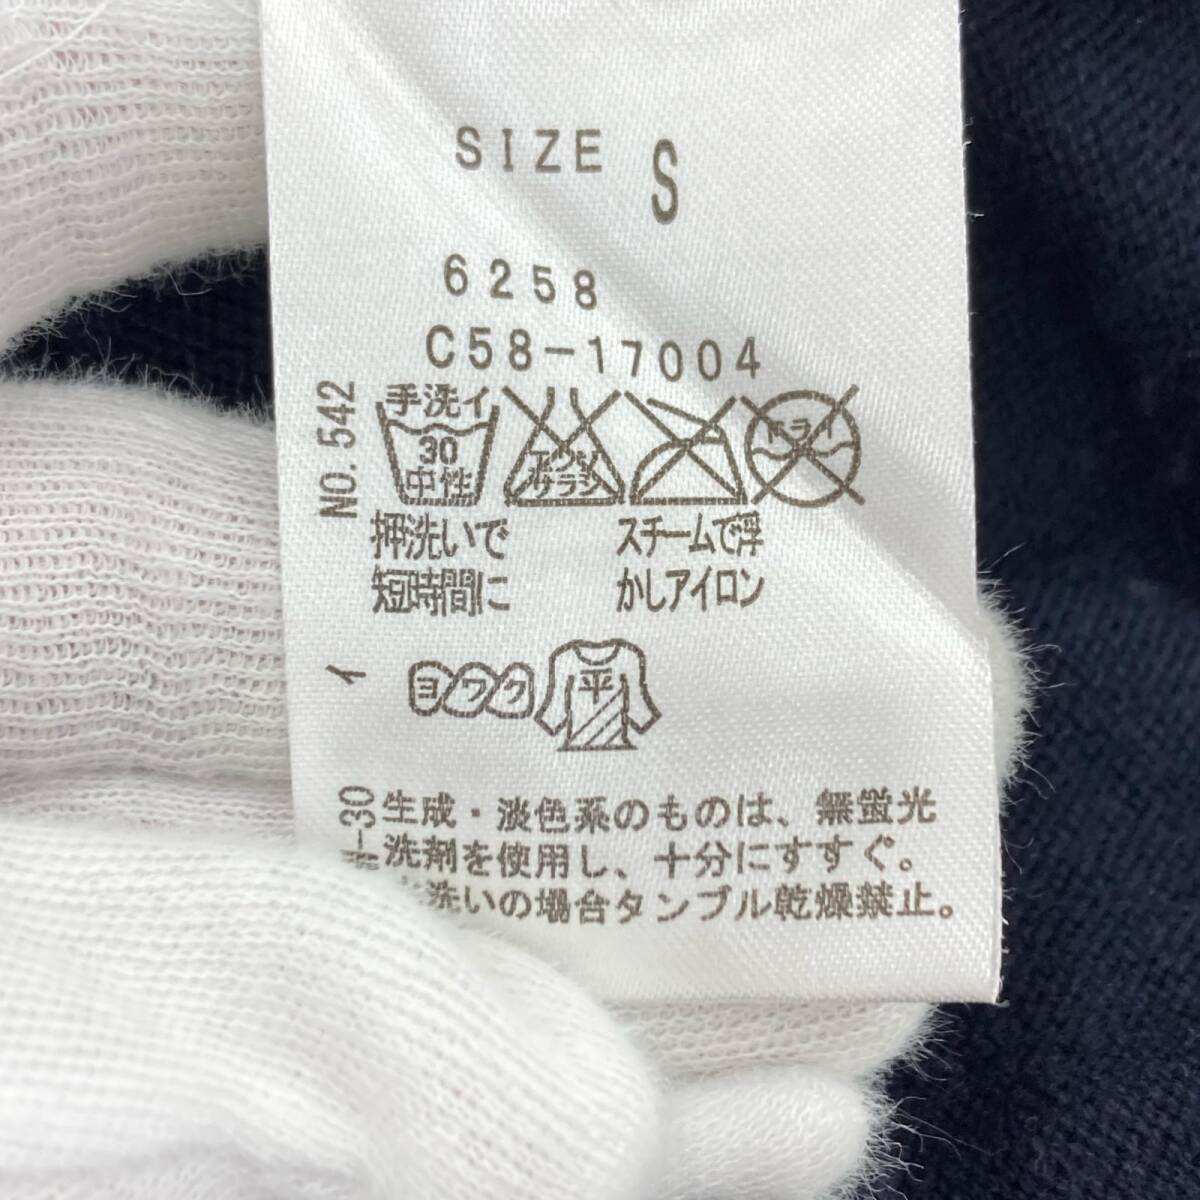 SIZE S
6258
C58-17004
NO. 542
手洗イ
30
中性
エンソ
サラシ
ドライ
押洗いで
短時間に
スチームで浮
かしアイロン
イ
ヨワク
平
-30
生成・淡色系のものは、無蛍光
洗剤を使用し、十分にすすぐ。
洗いの場合タンブル乾燥禁止。